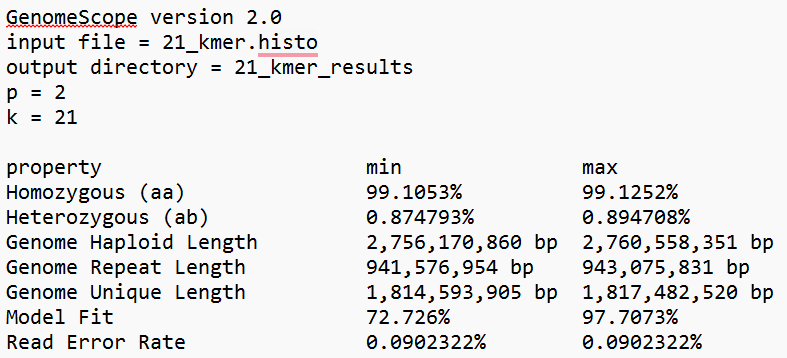 GenomeScope version 2.0
input file = 21_kmer.histo
output directory = 21_kmer_results
p = 2
k = 21
property min max
Homozygous (aa) 99.1053% 99.1252%
Heterozygous (ab) 0.874793% 0.894708%
Genome Haploid Length 2,756,170,860 bp 2,760,558,351 bp
Genome Repeat Length 941,576,954 bp 943,075,831 bp
Genome Unique Length 1,814,593,905 bp 1,817,482,520 bp
Model Fit 72.726% 97.7073%
Read Error Rate 0.0902322% 0.0902322%